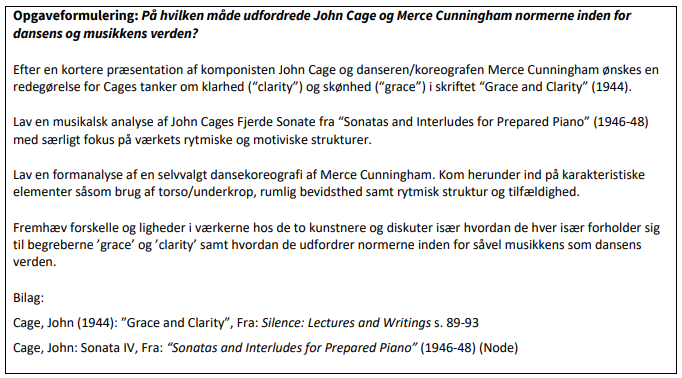 Opgaveformulering: På hvilken måde udfordrede John Cage og Merce Cunningham normerne inden for
dansens og musikkens verden?
Efter en kortere præsentation af komponisten John Cage og danseren/koreografen Merce Cunningham ønskes en
redegørelse for Cages tanker om klarhed (“clarity”) og skønhed (“grace”) i skriftet “Grace and Clarity” (1944).
Lav en musikalsk analyse af John Cages Fjerde Sonate fra “Sonatas and Interludes for Prepared Piano” (1946-48)
med særligt fokus på værkets rytmiske og motiviske strukturer.
Lav en formanalyse af en selvvalgt dansekoreografi af Merce Cunningham. Kom herunder ind på karakteristiske
elementer såsom brug af torso/underkrop, rumlig bevidsthed samt rytmisk struktur og tilfældighed.
Fremhæv forskelle og ligheder i værkerne hos de to kunstnere og diskuter især hvordan de hver især forholder sig
til begreberne ’grace’ og ’clarity’ samt hvordan de udfordrer normerne inden for såvel musikkens som dansens
verden.
Bilag:
Cage, John (1944): ”Grace and Clarity”, Fra: Silence: Lectures and Writings s. 89-93
Cage, John: Sonata IV, Fra: “Sonatas and Interludes for Prepared Piano” (1946-48) (Node)